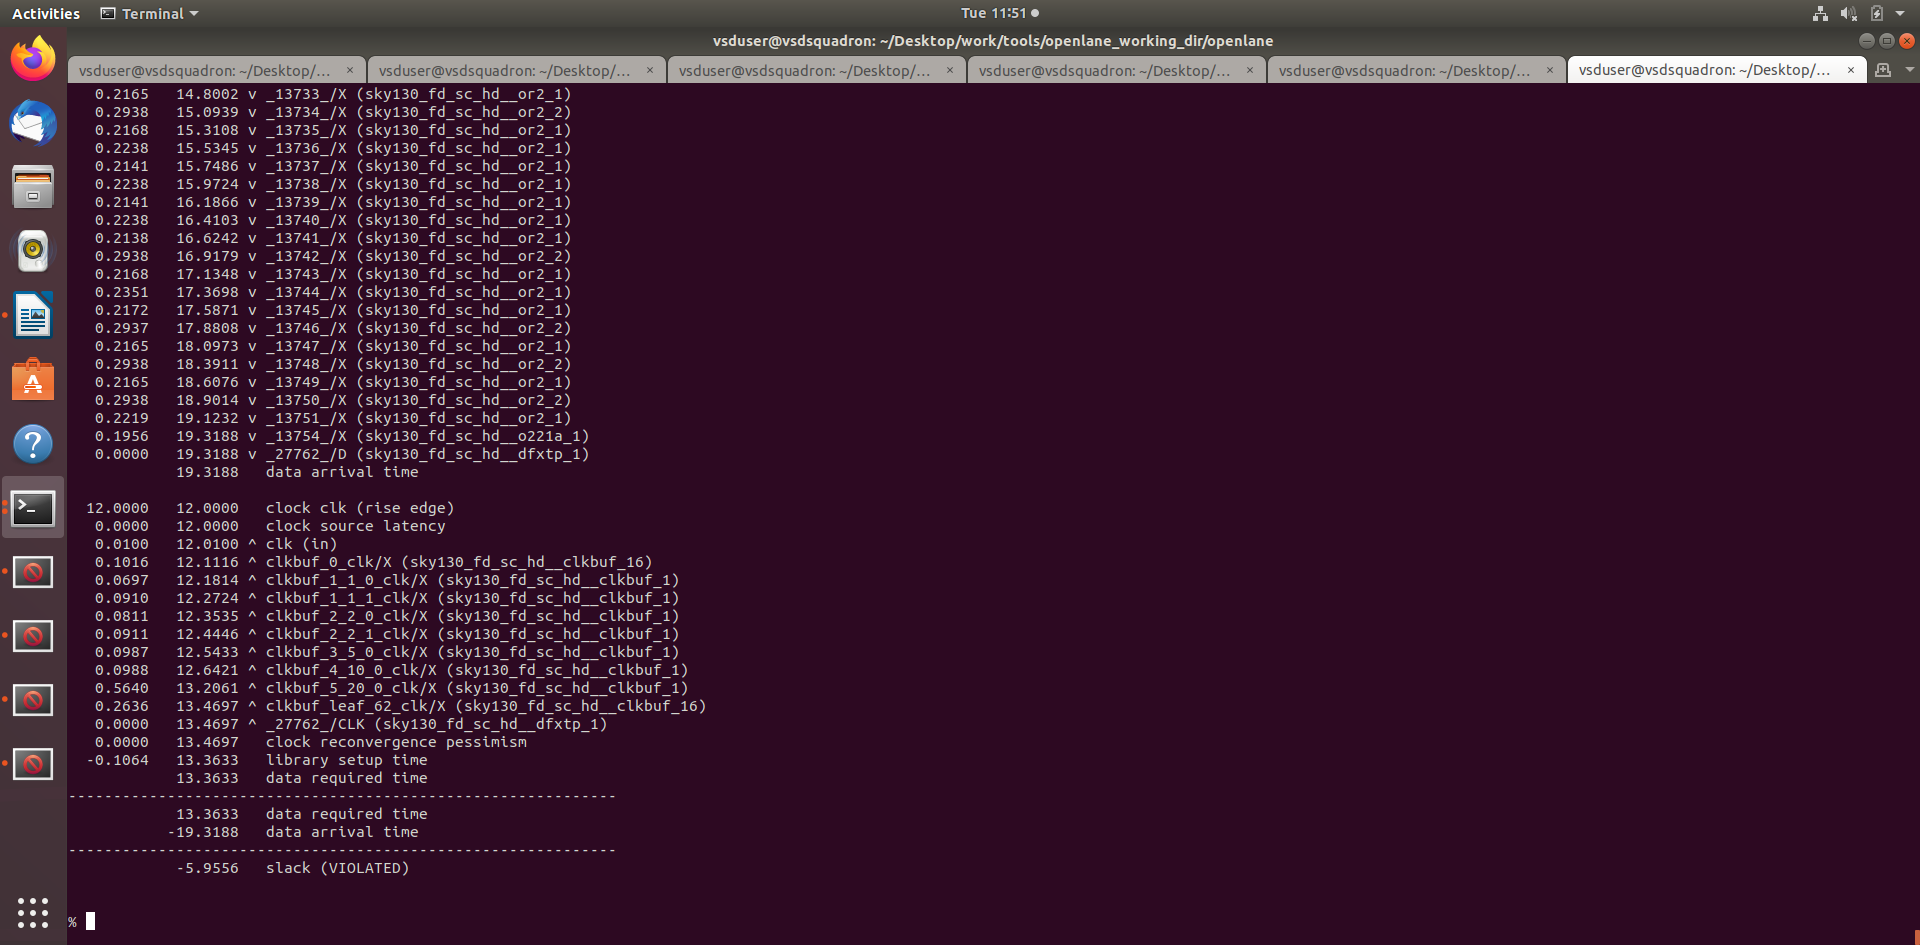 Activities Terminal Tue 11:51
vsduser@vsdsquadron: ~/Desktop/work/tools/openlane_working_dir/openlane
vsduser@vsdsquadron: ~/Desktop/... × vsduser@vsdsquadron: ~/Desktop/... × vsduser@vsdsquadron: ~/Desktop/... × vsduser@vsdsquadron: ~/Desktop/... × vsduser@vsdsquadron: ~/Desktop/... × vsduser@vsdsquadron: ~/Desktop/... ×
0.2165 14.8002 v _13733_/X (sky130_fd_sc_hd__or2_1)
0.2938 15.0939 v _13734_/X (sky130_fd_sc_hd__or2_2)
0.2168 15.3108 v _13735_/X (sky130_fd_sc_hd__or2_1)
0.2238 15.5345 v _13736_/X (sky130_fd_sc_hd__or2_1)
0.2141 15.7486 v _13737_/X (sky130_fd_sc_hd__or2_1)
0.2238 15.9724 v _13738_/X (sky130_fd_sc_hd__or2_1)
0.2141 16.1866 v _13739_/X (sky130_fd_sc_hd__or2_1)
0.2238 16.4103 v _13740_/X (sky130_fd_sc_hd__or2_1)
0.2138 16.6242 v _13741_/X (sky130_fd_sc_hd__or2_1)
0.2938 16.9179 v _13742_/X (sky130_fd_sc_hd__or2_2)
0.2168 17.1348 v _13743_/X (sky130_fd_sc_hd__or2_1)
0.2351 17.3698 v _13744_/X (sky130_fd_sc_hd__or2_1)
0.2172 17.5871 v _13745_/X (sky130_fd_sc_hd__or2_1)
0.2937 17.8808 v _13746_/X (sky130_fd_sc_hd__or2_2)
0.2165 18.0973 v _13747_/X (sky130_fd_sc_hd__or2_1)
0.2938 18.3911 v _13748_/X (sky130_fd_sc_hd__or2_2)
0.2165 18.6076 v _13749_/X (sky130_fd_sc_hd__or2_1)
0.2938 18.9014 v _13750_/X (sky130_fd_sc_hd__or2_2)
0.2219 19.1232 v _13751_/X (sky130_fd_sc_hd__or2_1)
0.1956 19.3188 v _13754_/X (sky130_fd_sc_hd__o221a_1)
0.0000 19.3188 v _27762_/D (sky130_fd_sc_hd__dfxtp_1)
19.3188 data arrival time
12.0000 12.0000 clock clk (rise edge)
0.0000 12.0000 clock source latency
0.0100 12.0100 ^ clk (in)
0.1016 12.1116 ^ clkbuf_0_clk/X (sky130_fd_sc_hd__clkbuf_16)
0.0697 12.1814 ^ clkbuf_1_1_0_clk/X (sky130_fd_sc_hd__clkbuf_1)
0.0910 12.2724 ^ clkbuf_1_1_1_clk/X (sky130_fd_sc_hd__clkbuf_1)
0.0811 12.3535 ^ clkbuf_2_2_0_clk/X (sky130_fd_sc_hd__clkbuf_1)
0.0911 12.4446 ^ clkbuf_2_2_1_clk/X (sky130_fd_sc_hd__clkbuf_1)
0.0987 12.5433 ^ clkbuf_3_5_0_clk/X (sky130_fd_sc_hd__clkbuf_1)
0.0988 12.6421 ^ clkbuf_4_10_0_clk/X (sky130_fd_sc_hd__clkbuf_1)
0.5640 13.2061 ^ clkbuf_5_20_0_clk/X (sky130_fd_sc_hd__clkbuf_1)
0.2636 13.4697 ^ clkbuf_leaf_62_clk/X (sky130_fd_sc_hd__clkbuf_16)
0.0000 13.4697 ^ _27762_/CLK (sky130_fd_sc_hd__dfxtp_1)
0.0000 13.4697 clock reconvergence pessimism
-0.1064 13.3633 library setup time
13.3633 data required time
-------------------------------------------------------------
13.3633 data required time
-19.3188 data arrival time
-------------------------------------------------------------
-5.9556 slack (VIOLATED)
%